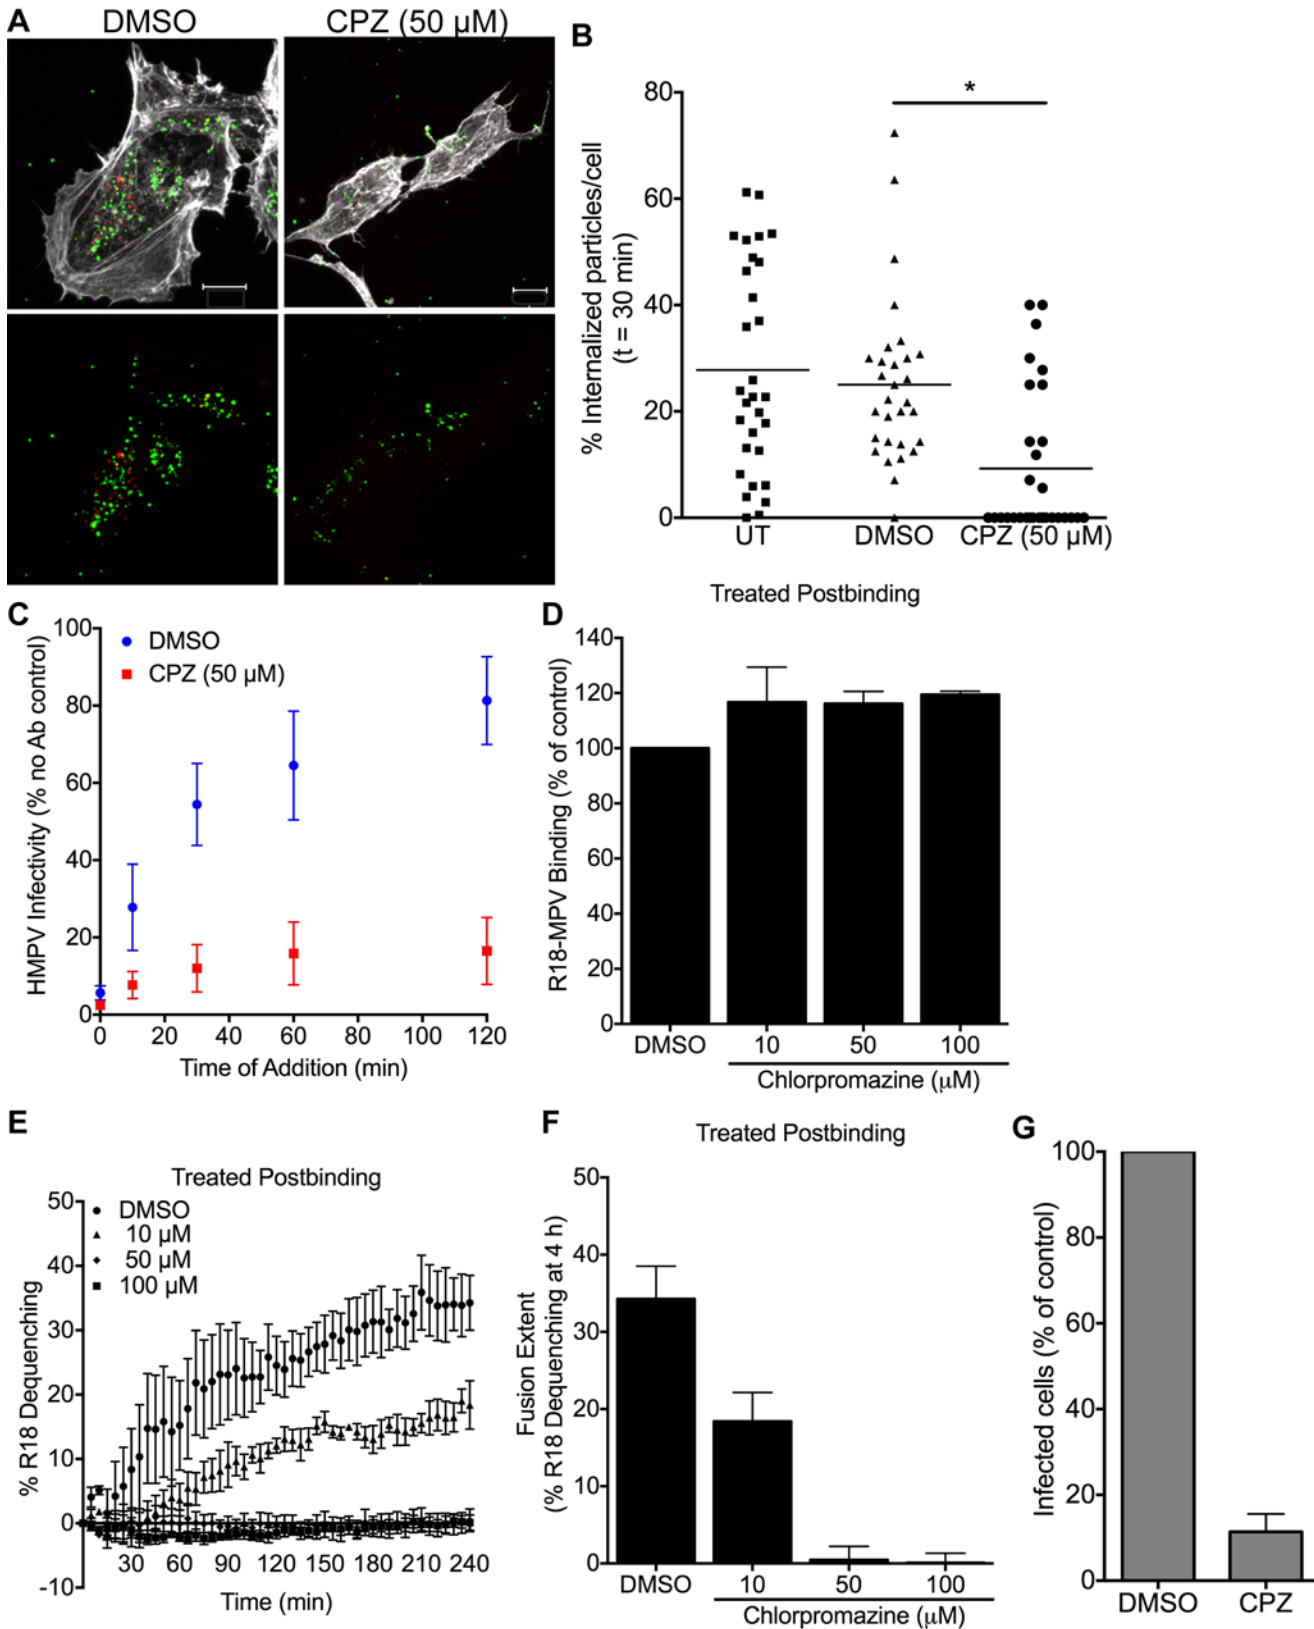 A
DMSO
CPZ (50 µM)
B
% Internalized particles/cell
(t = 30 min)
80
60
40
20
0
*
UT
DMSO
CPZ (50 µM)
C
HMPV Infectivity (% no Ab control)
100
80
60
40
20
0
DMSO
CPZ (50 µM)
0
20
40
60
80
100
120
Time of Addition (min)
D
Treated Postbinding
R18-MPV Binding (% of control)
140
120
100
80
60
40
20
0
DMSO
10
50
100
Chlorpromazine (µM)
E
Treated Postbinding
% R18 Dequenching
50
40
30
20
10
0
-10
DMSO
10 µM
50 µM
100 µM
30
60
90
120
150
180
210
240
Time (min)
F
Treated Postbinding
Fusion Extent
(% R18 Dequenching at 4 h)
50
40
30
20
10
0
DMSO
10
50
100
Chlorpromazine (µM)
G
Infected cells (% of control)
100
80
60
40
20
0
DMSO
CPZ